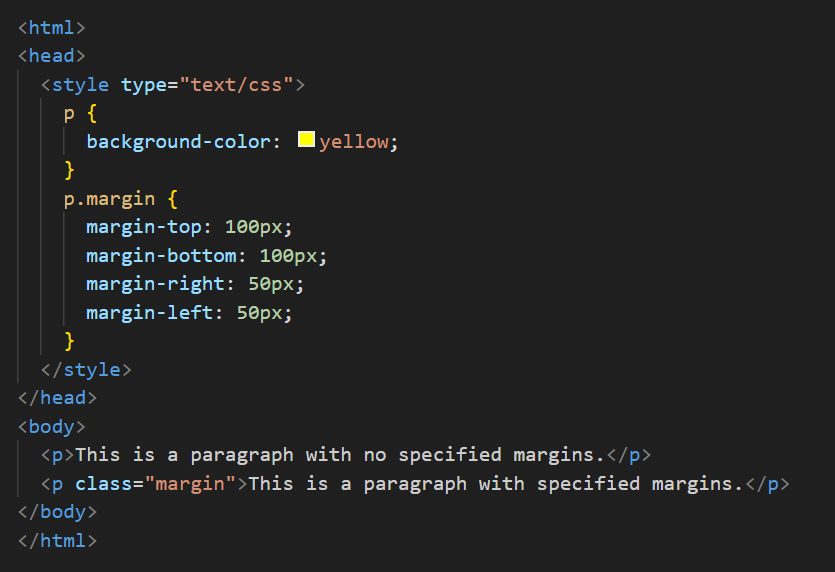 <html>
<head>
  <style type="text/css">
    p {
      background-color: yellow;
    }
    p.margin {
      margin-top: 100px;
      margin-bottom: 100px;
      margin-right: 50px;
      margin-left: 50px;
    }
  </style>
</head>
<body>
  <p>This is a paragraph with no specified margins.</p>
  <p class="margin">This is a paragraph with specified margins.</p>
</body>
</html>